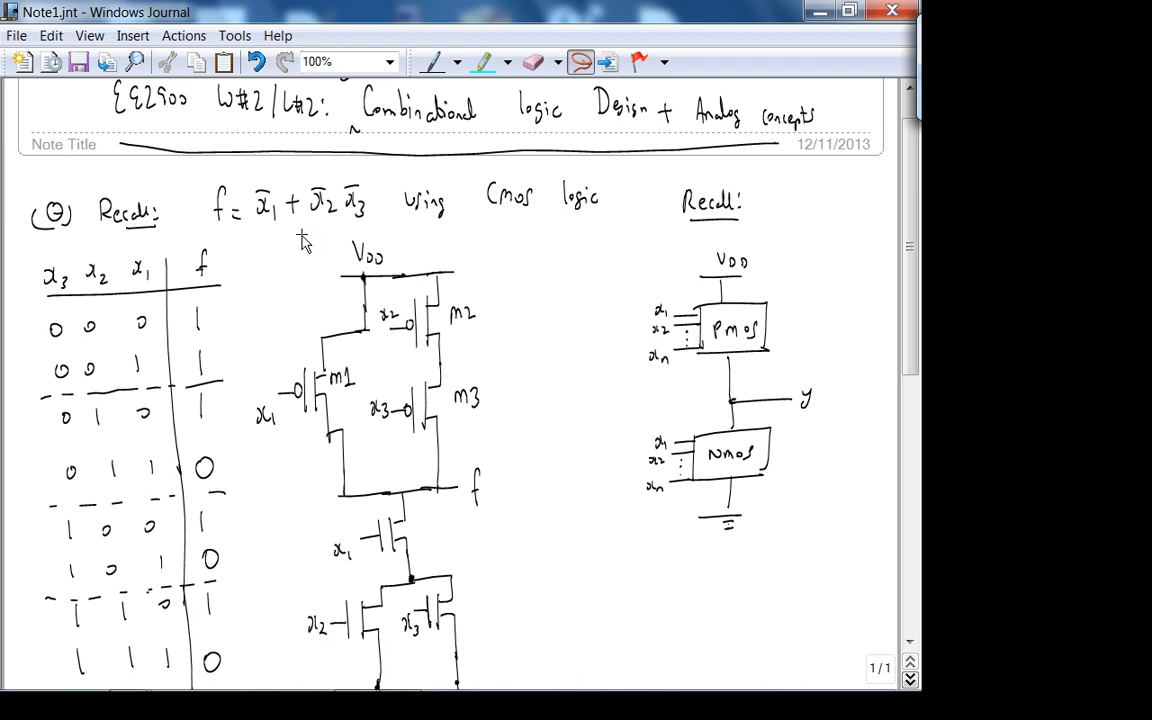 Note1.jnt - Windows Journal
File Edit View Insert Actions Tools Help
100%
EE2900 W#2/L#2: Combinational logic Design + Analog concepts
Note Title
12/11/2013
Recall: f = x̄1 + x̄2 x̄3 using Cmos logic
Recall:
x3 x2 x1 f
0 0 0 1
0 0 1 1
0 1 0 1
0 1 1 0
1 0 0 1
1 0 1 0
1 1 0 1
1 1 1 0
VDD
x2 m2
m1
x1
x3 m3
f
x1
x2 x3
VDD
x1
x2
xn
PMOS
y
x1
x2
xn
NMOS
1/1